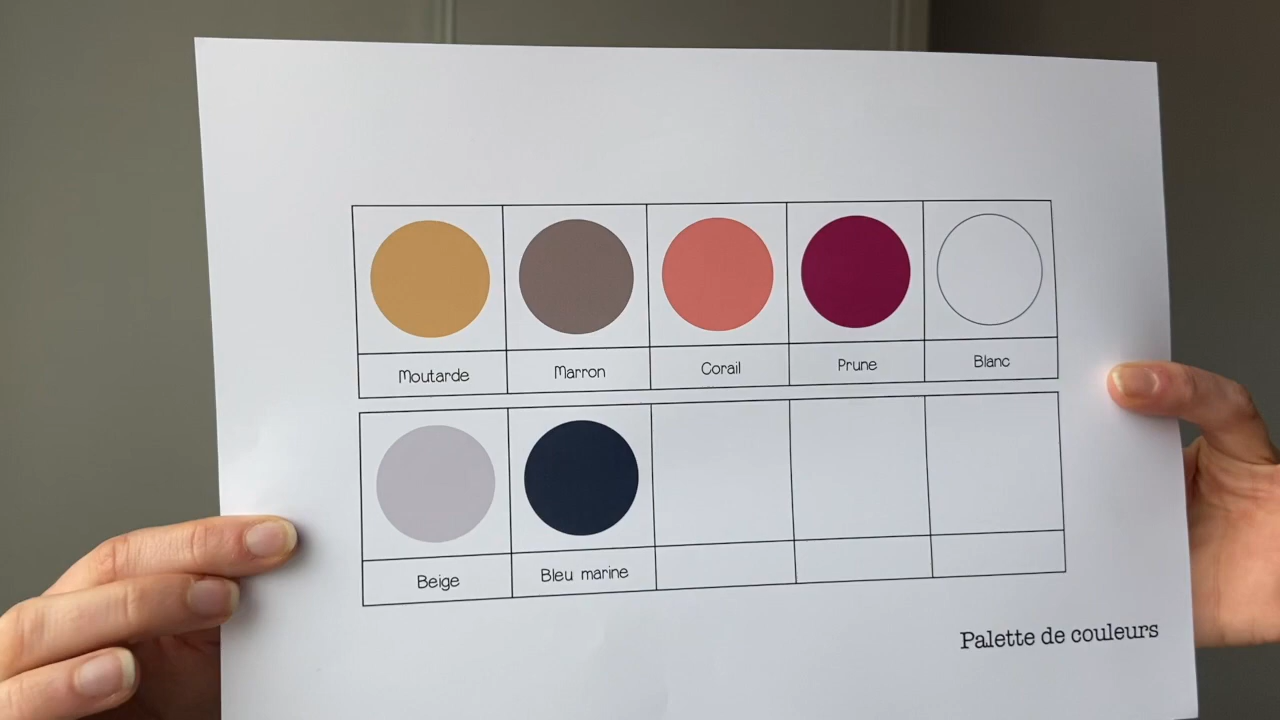 Moutarde Marron Corail Prune Blanc
Beige Bleu marine
Palette de couleurs